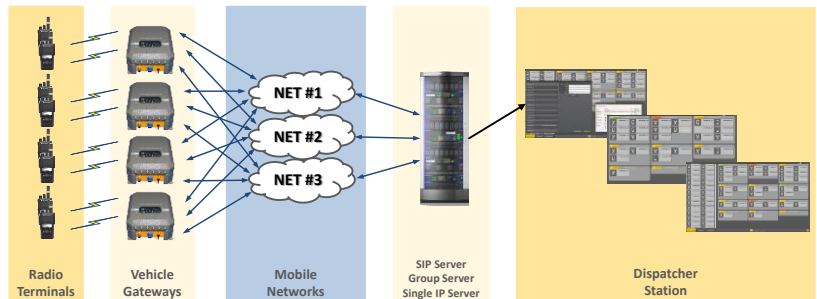 NET #1
NET #2
NET #3
Radio
Terminals
Vehicle
Gateways
Mobile
Networks
SIP Server
Group Server
Single IP Server
Dispatcher
Station